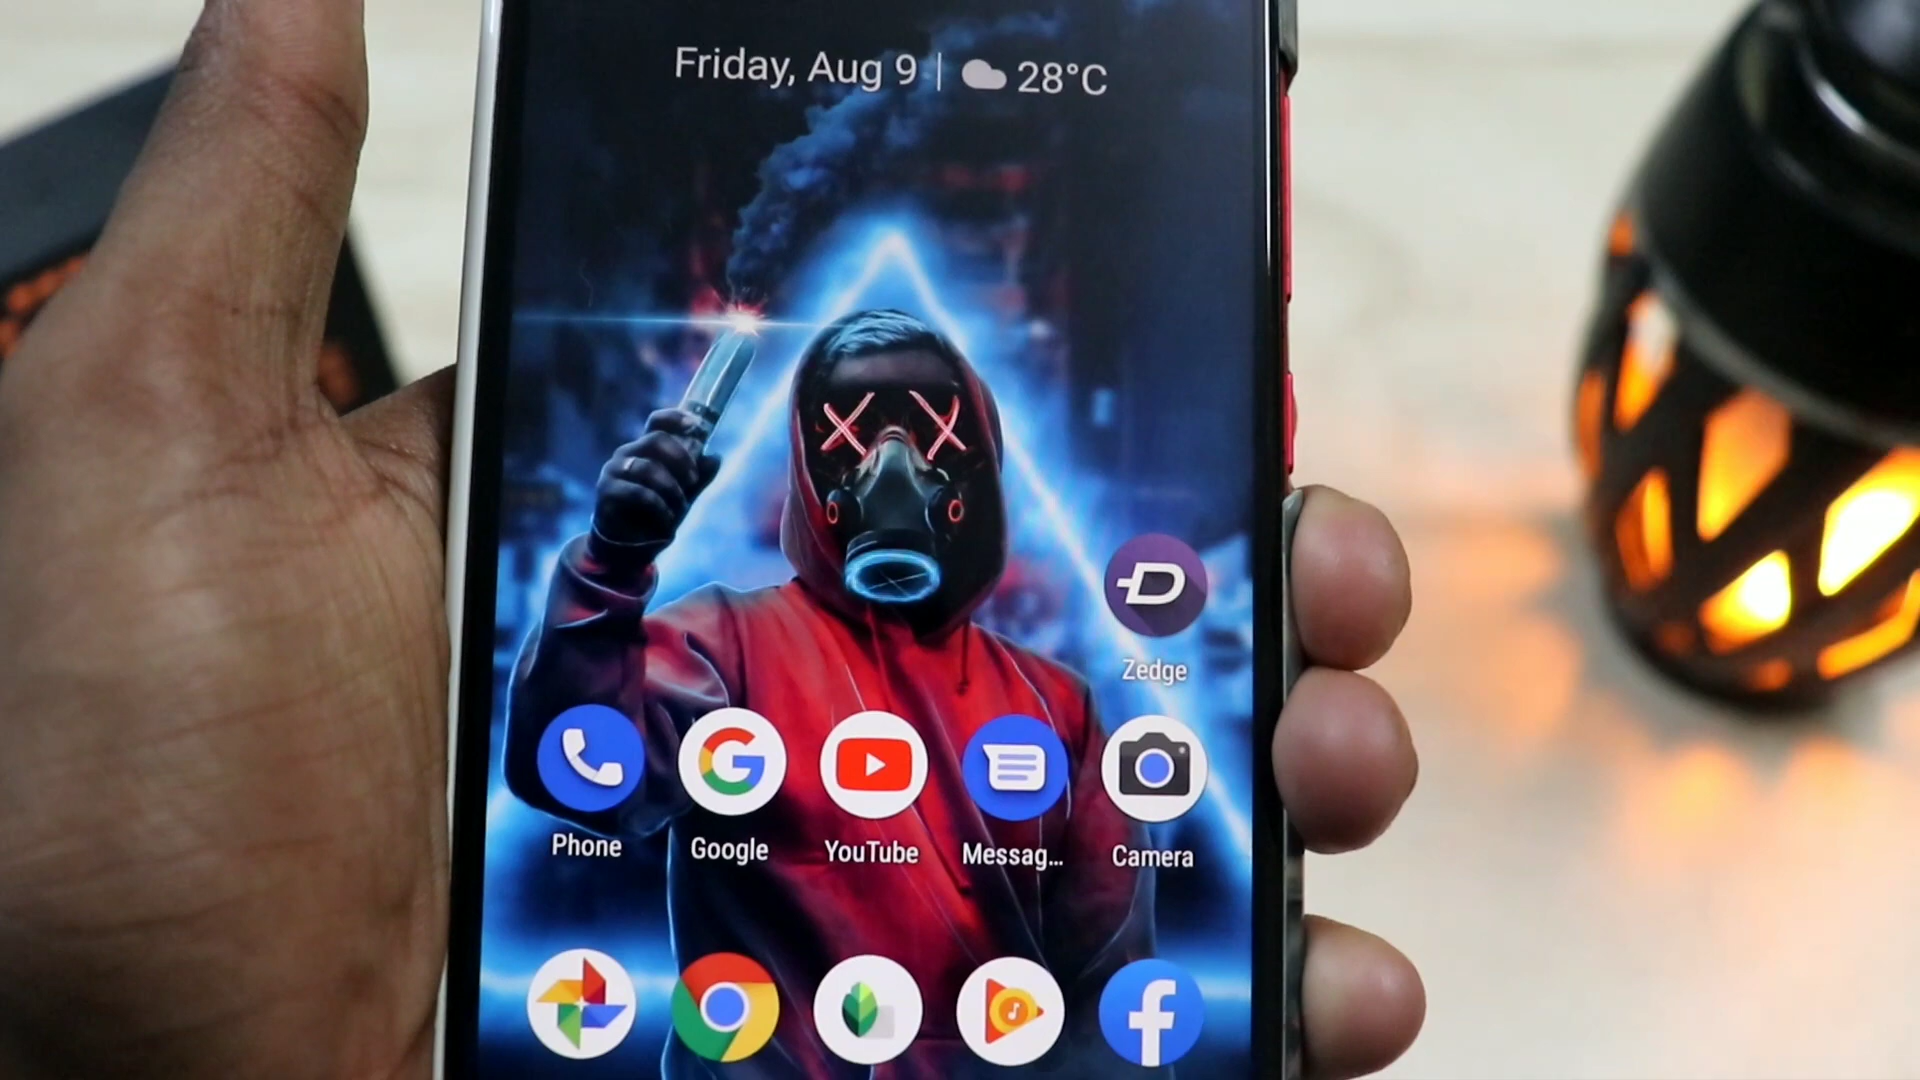 Friday, Aug 9 | 28°C
Zedge
Phone
Google
YouTube
Messag...
Camera